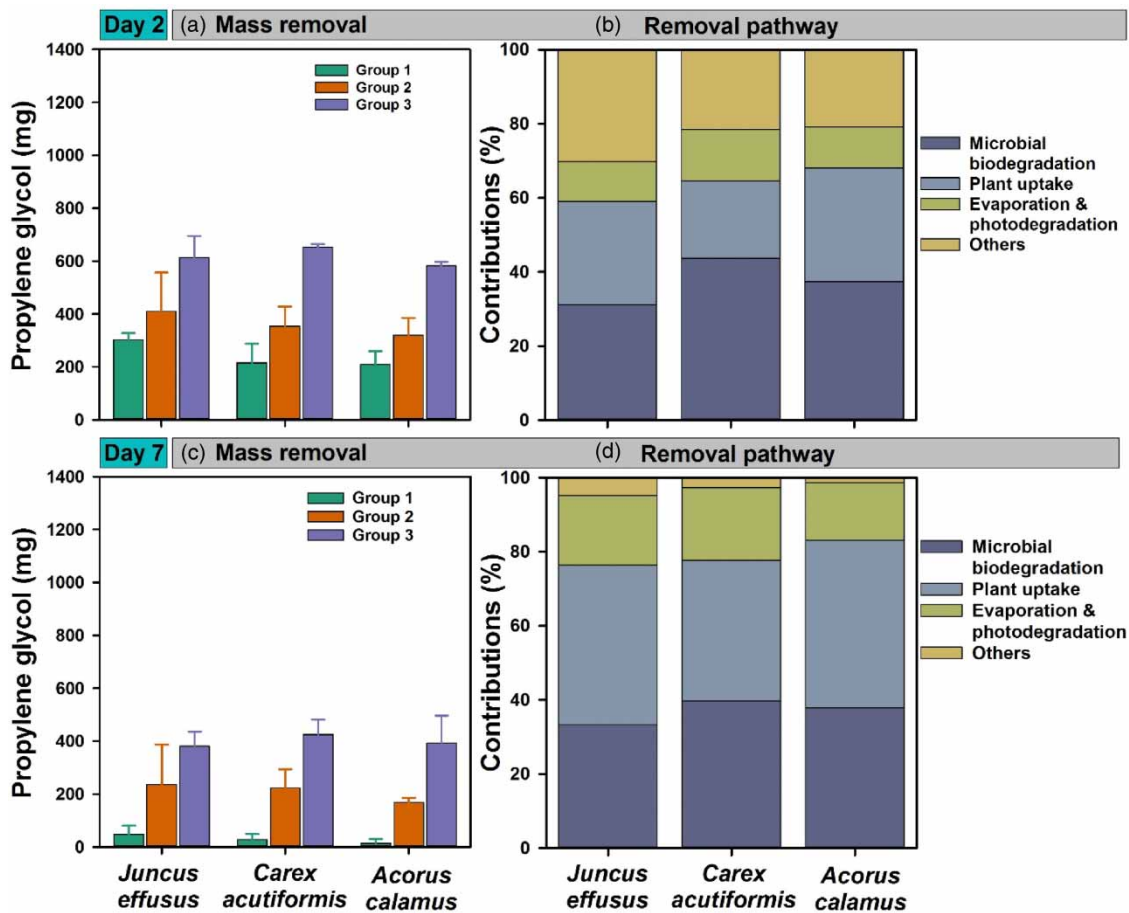 Day 2 (a) Mass removal (b) Removal pathway
Propylene glycol (mg)
1400
1200
1000
800
600
400
200
0
Group 1
Group 2
Group 3
Contributions (%)
100
80
60
40
20
0
Microbial
biodegradation
Plant uptake
Evaporation &
photodegradation
Others
Day 7 (c) Mass removal (d) Removal pathway
Propylene glycol (mg)
1400
1200
1000
800
600
400
200
0
Group 1
Group 2
Group 3
Juncus
effusus
Carex
acutiformis
Acorus
calamus
Contributions (%)
100
80
60
40
20
0
Microbial
biodegradation
Plant uptake
Evaporation &
photodegradation
Others
Juncus
effusus
Carex
acutiformis
Acorus
calamus